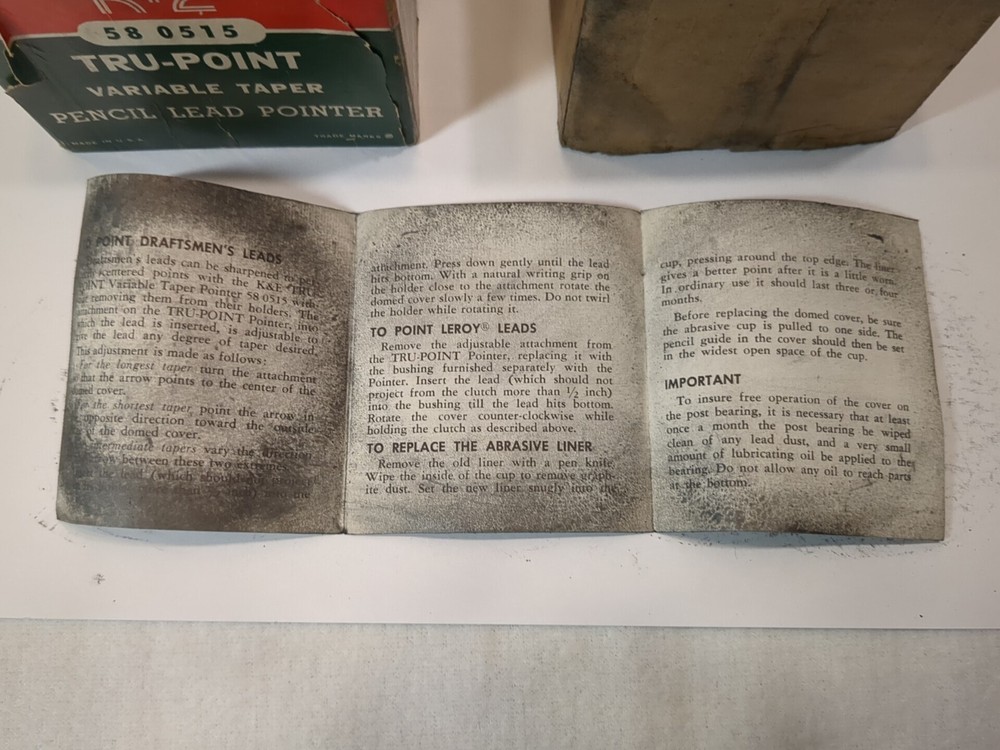 K+E
58 0515
TRU-POINT
VARIABLE TAPER
PENCIL LEAD POINTER
MADE IN U.S.A.
TRADE MARKS ®
POINT DRAFTSMEN'S LEADS
leads can be sharpened
centered points with the K&E TRU-
POINT Variable Taper Pointer 58 0515
removing them from their holders. The
attachment on the TRU-POINT Pointer, into
which the lead is inserted, is adjustable to
the lead any degree of taper desired.
This adjustment is made as follows:
For the longest taper turn the attachment
so that the arrow points to the center of the
domed cover.
For the shortest taper, point the arrow in
opposite direction toward the outside
of the domed cover.
intermediate tapers vary the direction
between these two extremes.
lead (which should
attachment. Press down gently until the lead
hits bottom. With a natural writing grip on
the holder close to the attachment rotate the
domed cover slowly a few times. Do not twirl
the holder while rotating it.
TO POINT LEROY® LEADS
Remove the adjustable attachment from
the TRU-POINT Pointer, replacing it with
the bushing furnished separately with the
Pointer. Insert the lead (which should not
project from the clutch more than ½ inch)
into the bushing till the lead hits bottom.
Rotate the cover counter-clockwise while
holding the clutch as described above.
TO REPLACE THE ABRASIVE LINER
Remove the old liner with a pen knife.
Wipe the inside of the cup to remove graph-
ite dust. Set the new liner snugly into the
cup, pressing around the top edge. The liner
gives a better point after it is a little worn.
In ordinary use it should last three or four
months.
Before replacing the domed cover, be sure
the abrasive cup is pulled to one side. The
pencil guide in the cover should then be set
in the widest open space of the cup.
IMPORTANT
To insure free operation of the cover on
the post bearing, it is necessary that at least
once a month the post bearing be wiped
clean of any lead dust, and a very small
amount of lubricating oil be applied to the
bearing. Do not allow any oil to reach parts
at the bottom.